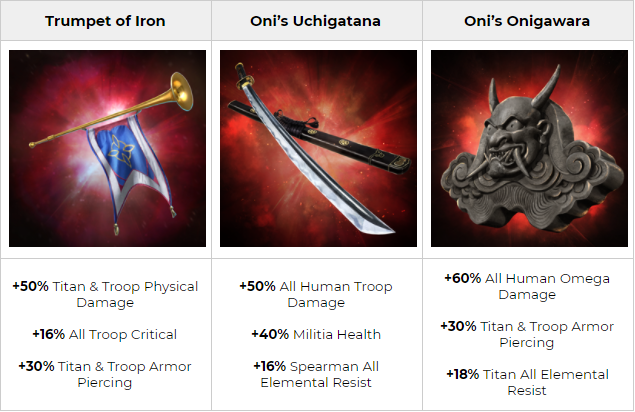 Trumpet of Iron
Oni's Uchigatana
Oni's Onigawara
+50% Titan & Troop Physical
Damage
+16% All Troop Critical
+30% Titan & Troop Armor
Piercing
+50% All Human Troop
Damage
+40% Militia Health
+16% Spearman All
Elemental Resist
+60% All Human Omega
Damage
+30% Titan & Troop Armor
Piercing
+18% Titan All Elemental
Resist